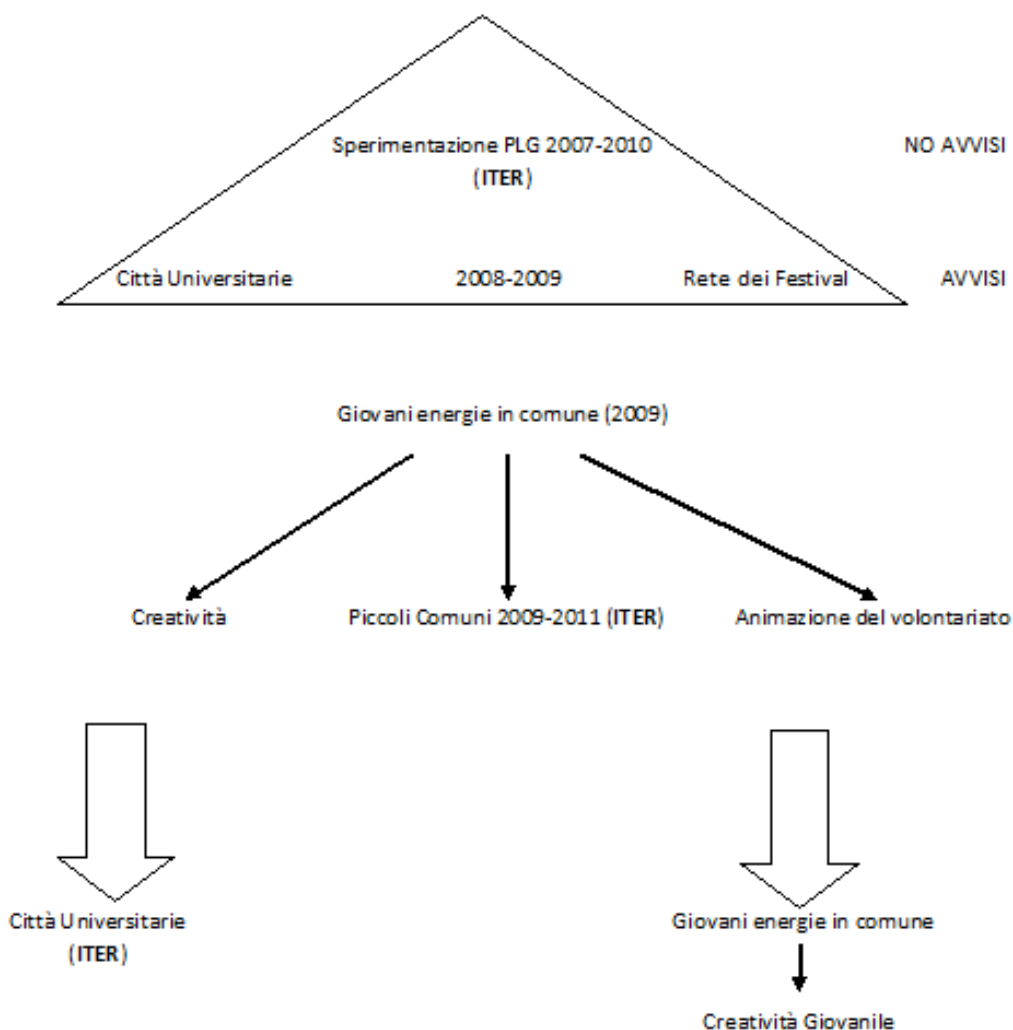 Sperimentazione PLG 2007-2010 NO AVVISI
(ITER)
Città Universitarie 2008-2009 Rete dei Festival AVVISI
Giovani energie in comune (2009)
Creatività Piccoli Comuni 2009-2011 (ITER) Animazione del volontariato
Città Universitarie Giovani energie in comune
(ITER)
Creatività Giovanile